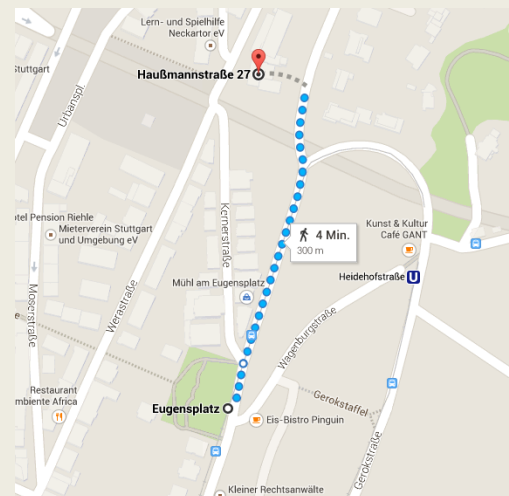 Lern- und Spielhilfe
Neckartor eV
Stuttgart
Haußmannstraße 27
Urbanspl.
Kernerstraße
4 Min.
300 m
Kunst & Kultur
Café GANT
tel Pension Riehle
Mieterverein Stuttgart
und Umgebung eV
Heidehofstraße U
Mühl am Eugensplatz
Moserstraße
Werastraße
Wagenburgstraße
Restaurant
mbiente Africa
Eugensplatz
Eis-Bistro Pinguin
Gerokstaffel
Gerokstraße
Kleiner Rechtsanwälte